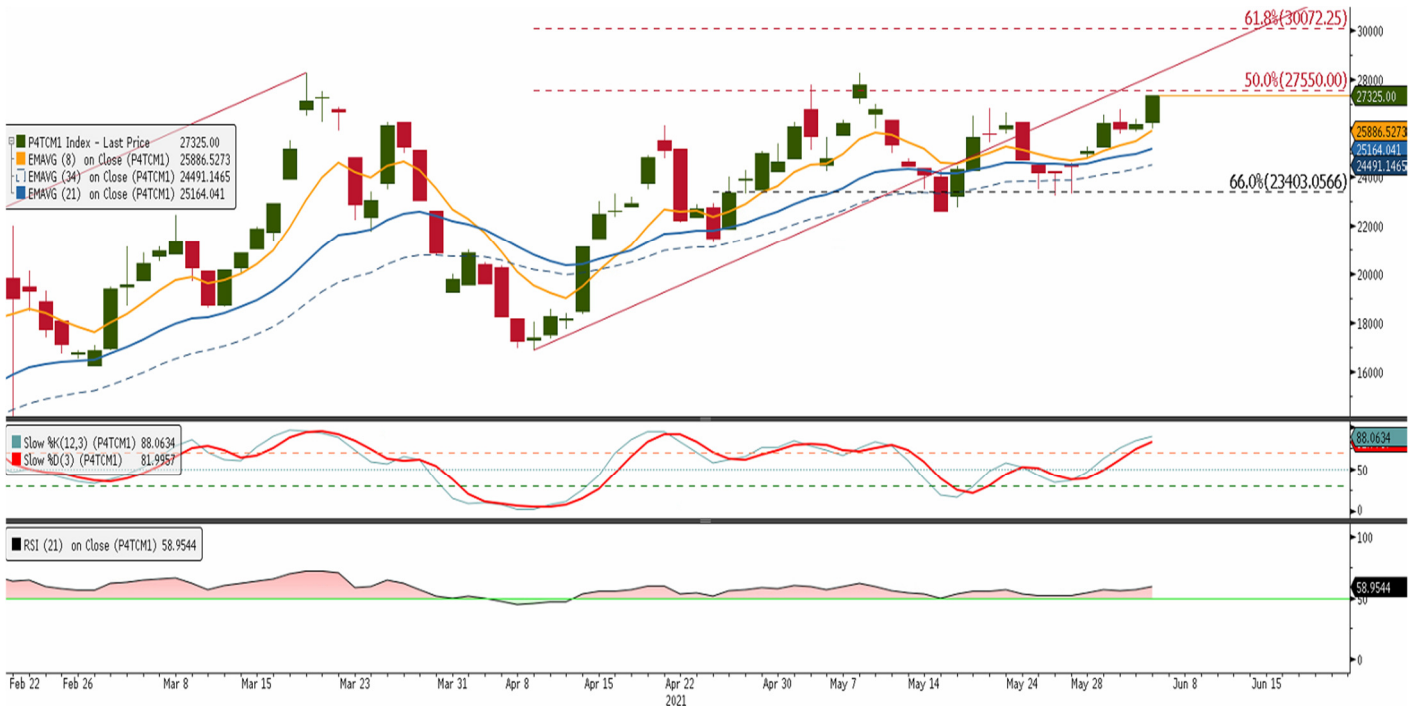 61.8%(30072.25)
30000
50.0%(27550.00)
28000
27325.00
P4TCM1 Index - Last Price 27325.00
EMAVG (8) on Close (P4TCM1) 25886.5273
EMAVG (34) on Close (P4TCM1) 24491.1465
EMAVG (21) on Close (P4TCM1) 25164.041
25886.5273
25164.041
24491.1465
24000
66.0%(23403.0566)
22000
20000
18000
16000
Slow %K(12,3) (P4TCM1) 88.0634
Slow %D(3) (P4TCM1) 81.9957
88.0634
50
0
RSI (21) on Close (P4TCM1) 58.9544
100
58.9544
50
0
Feb 22 Feb 26 Mar 8 Mar 15 Mar 23 Mar 31 Apr 8 Apr 15 Apr 22 Apr 30 May 7 May 14 May 24 May 28 Jun 8 Jun 15
2021